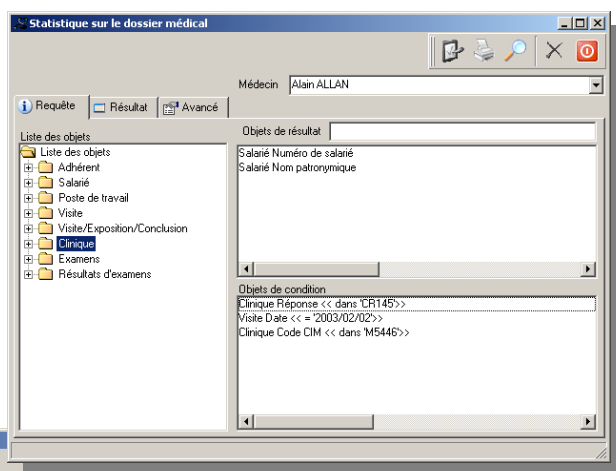 Statistique sur le dossier médical
Médecin Alain ALLAN
Requête Résultat Avancé
Liste des objets
Liste des objets
Adhérent
Salarié
Poste de travail
Visite
Visite/Exposition/Conclusion
Clinique
Examens
Résultats d'examens
Objets de résultat
Salarié Numéro de salarié
Salarié Nom patronymique
Objets de condition
Clinique Réponse << dans 'CR145'>>
Visite Date << = '2003/02/02'>>
Clinique Code CIM << dans 'M5446'>>